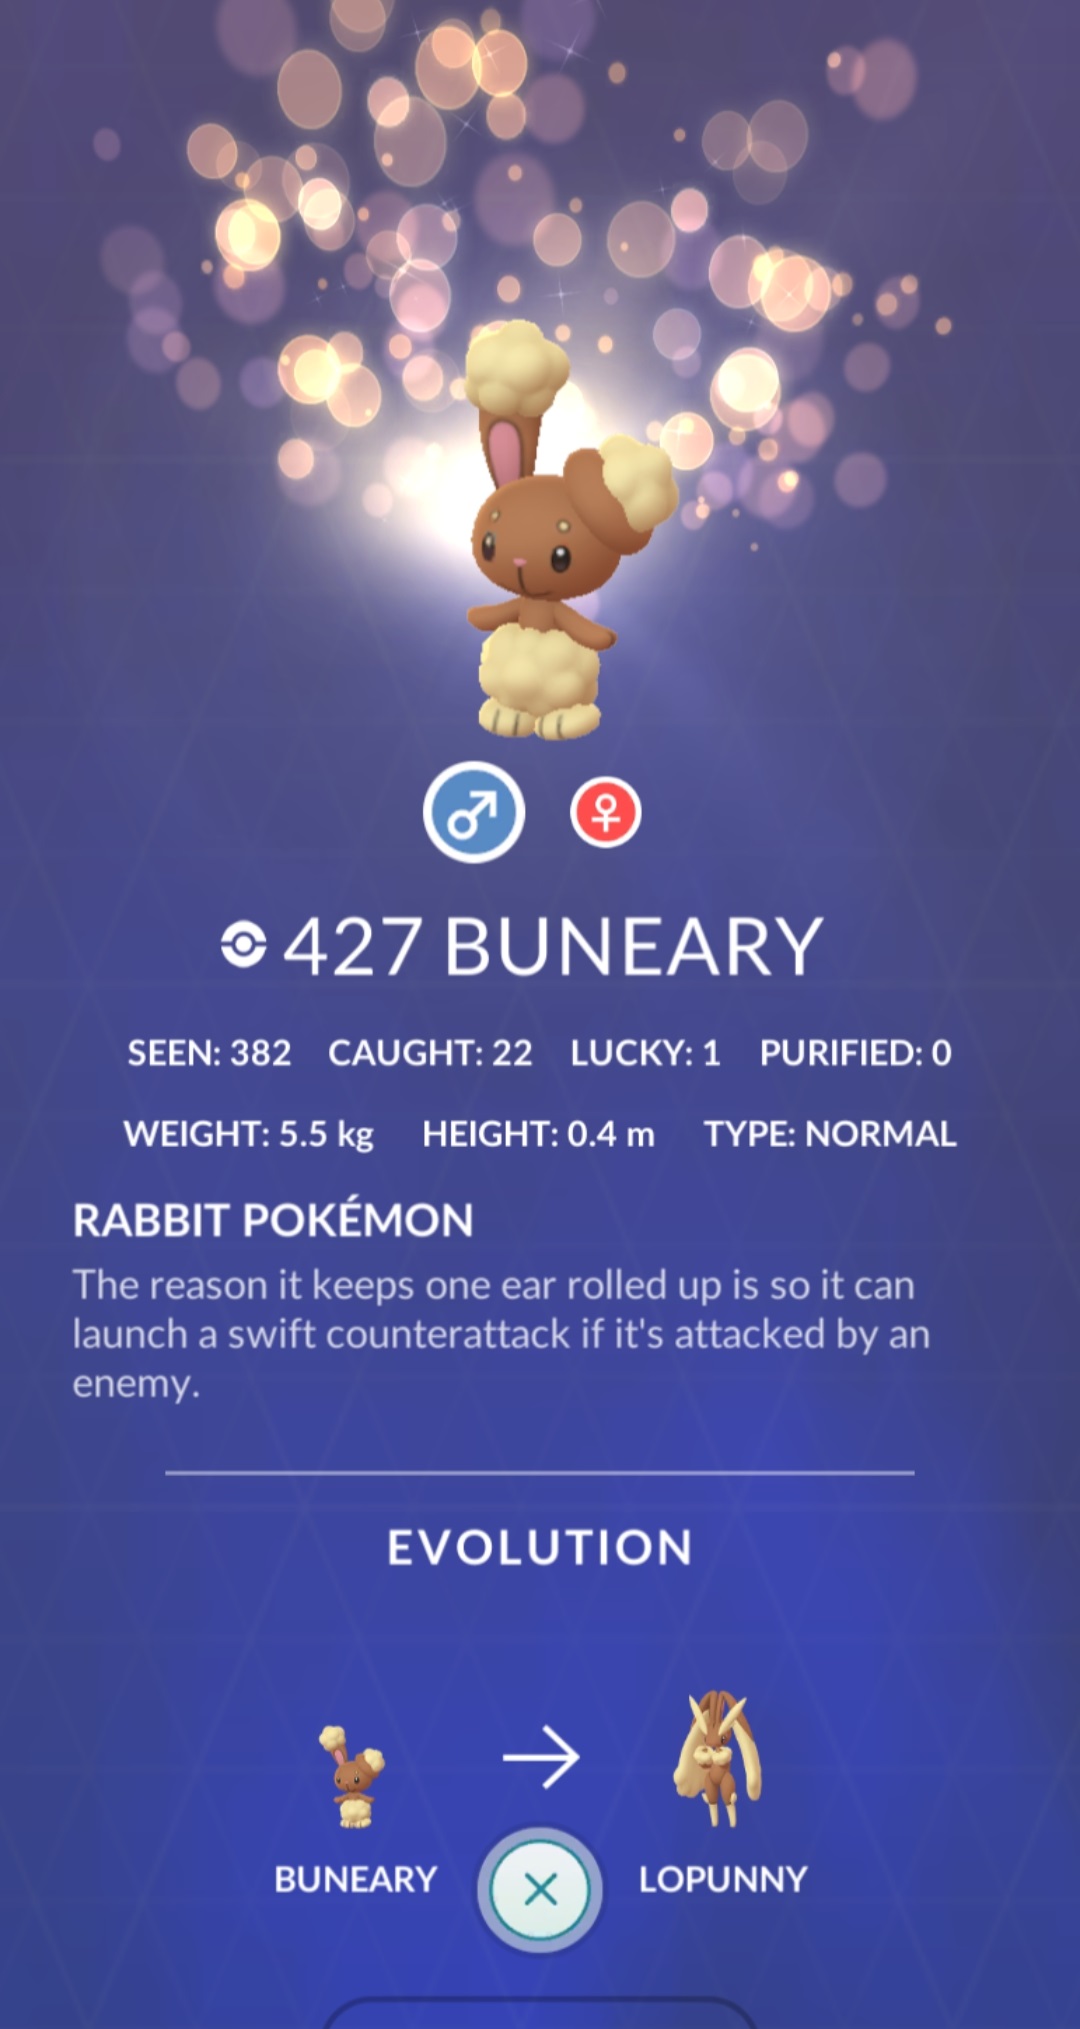 427 BUNEARY
SEEN: 382 CAUGHT: 22 LUCKY: 1 PURIFIED: 0
WEIGHT: 5.5 kg HEIGHT: 0.4 m TYPE: NORMAL
RABBIT POKÉMON
The reason it keeps one ear rolled up is so it can
launch a swift counterattack if it's attacked by an
enemy.
EVOLUTION
BUNEARY LOPUNNY